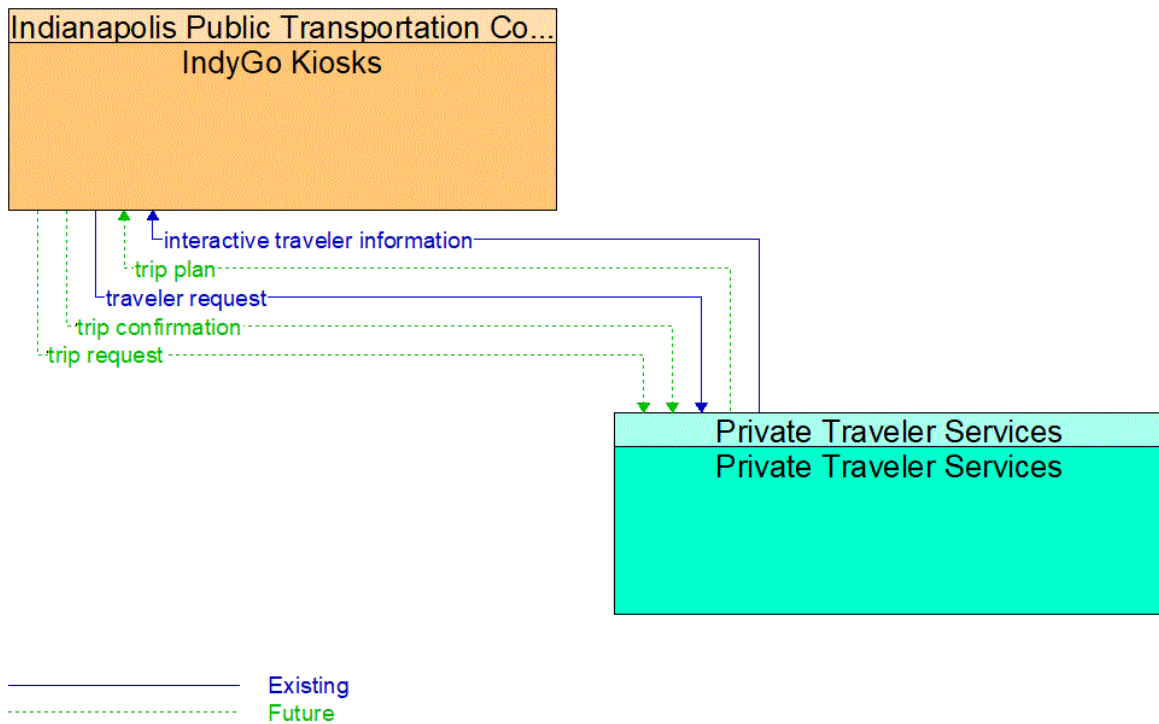 Indianapolis Public Transportation Co...
IndyGo Kiosks
interactive traveler information
trip plan
traveler request
trip confirmation
trip request
Private Traveler Services
Private Traveler Services
Existing
Future